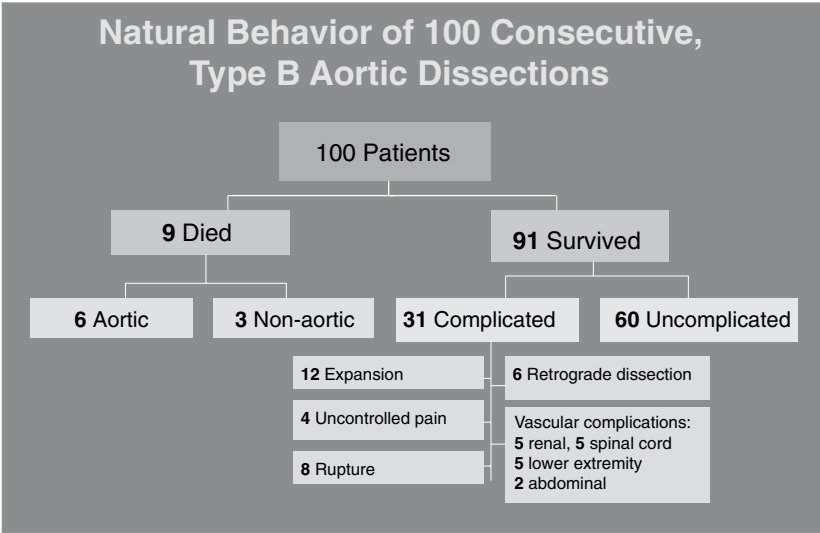 Natural Behavior of 100 Consecutive,
Type B Aortic Dissections
100 Patients
9 Died
91 Survived
6 Aortic
3 Non-aortic
31 Complicated
60 Uncomplicated
12 Expansion
4 Uncontrolled pain
8 Rupture
6 Retrograde dissection
Vascular complications:
5 renal, 5 spinal cord
5 lower extremity
2 abdominal